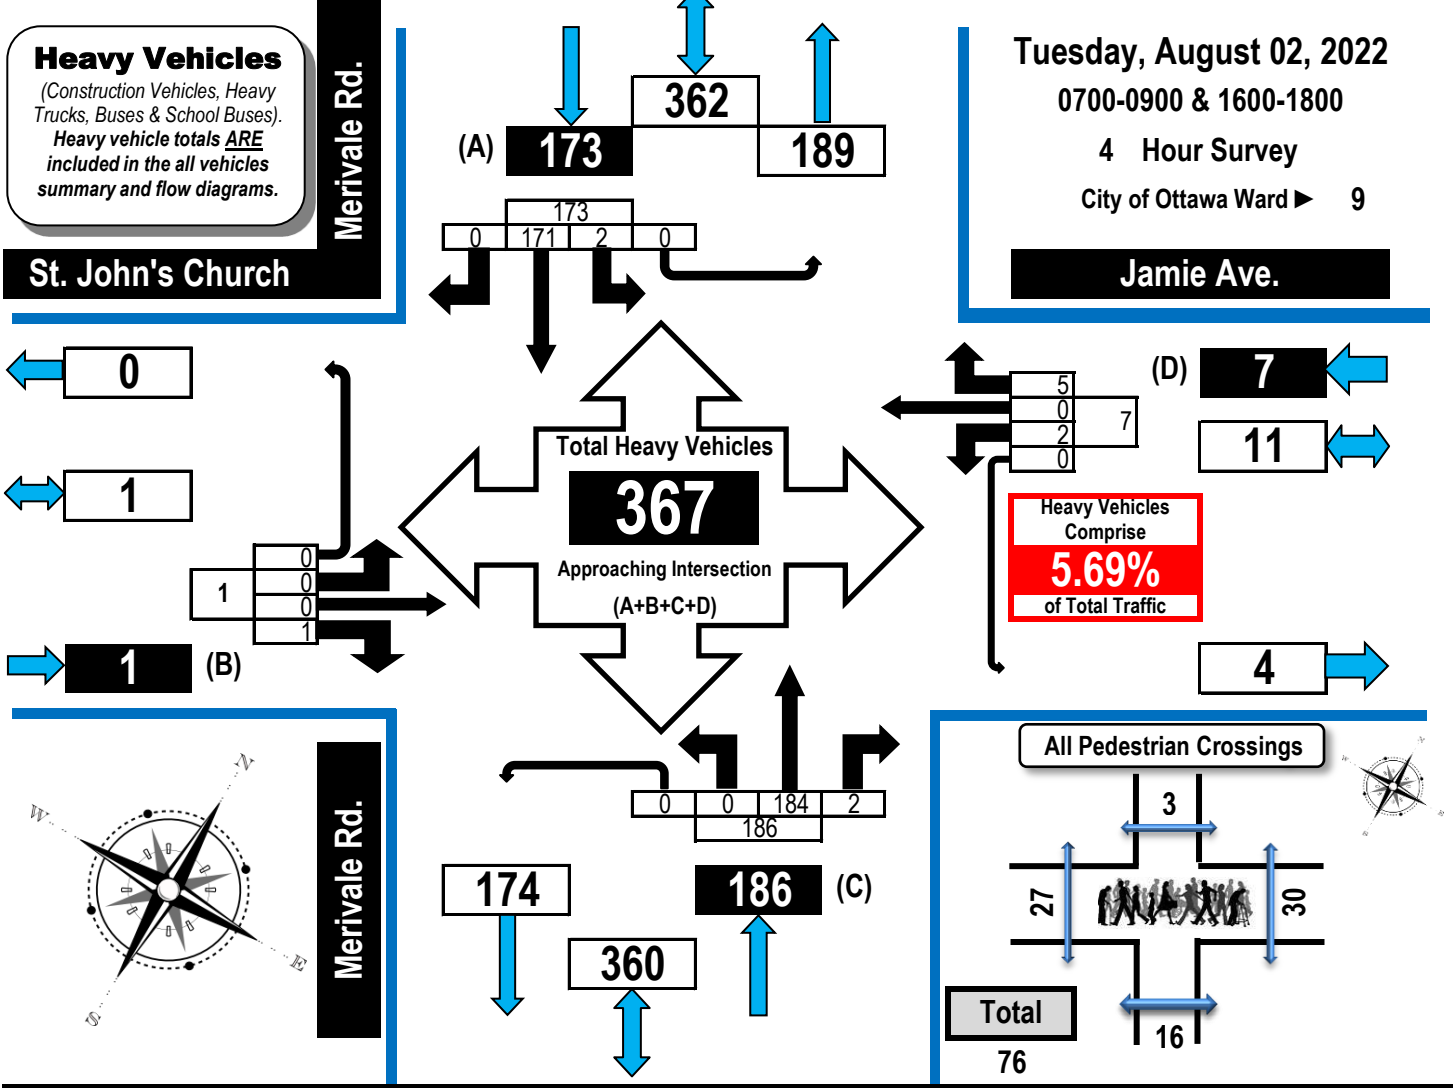 Heavy Vehicles
(Construction Vehicles, Heavy
Trucks, Buses & School Buses).
Heavy vehicle totals ARE
included in the all vehicles
summary and flow diagrams.
Merivale Rd.
St. John's Church
362
(A) 173
189
173
0 171 2 0
Tuesday, August 02, 2022
0700-0900 & 1600-1800
4 Hour Survey
City of Ottawa Ward ► 9
Jamie Ave.
0
1
0
0
1 0
1
1 (B)
Total Heavy Vehicles
367
Approaching Intersection
(A+B+C+D)
(D) 7
11
5
0
7
2
0
Heavy Vehicles
Comprise
5.69%
of Total Traffic
4
N
W
E
S
Merivale Rd.
0 0 184 2
186
174
186 (C)
360
All Pedestrian Crossings
N
W
E
S
3
27
30
16
Total
76